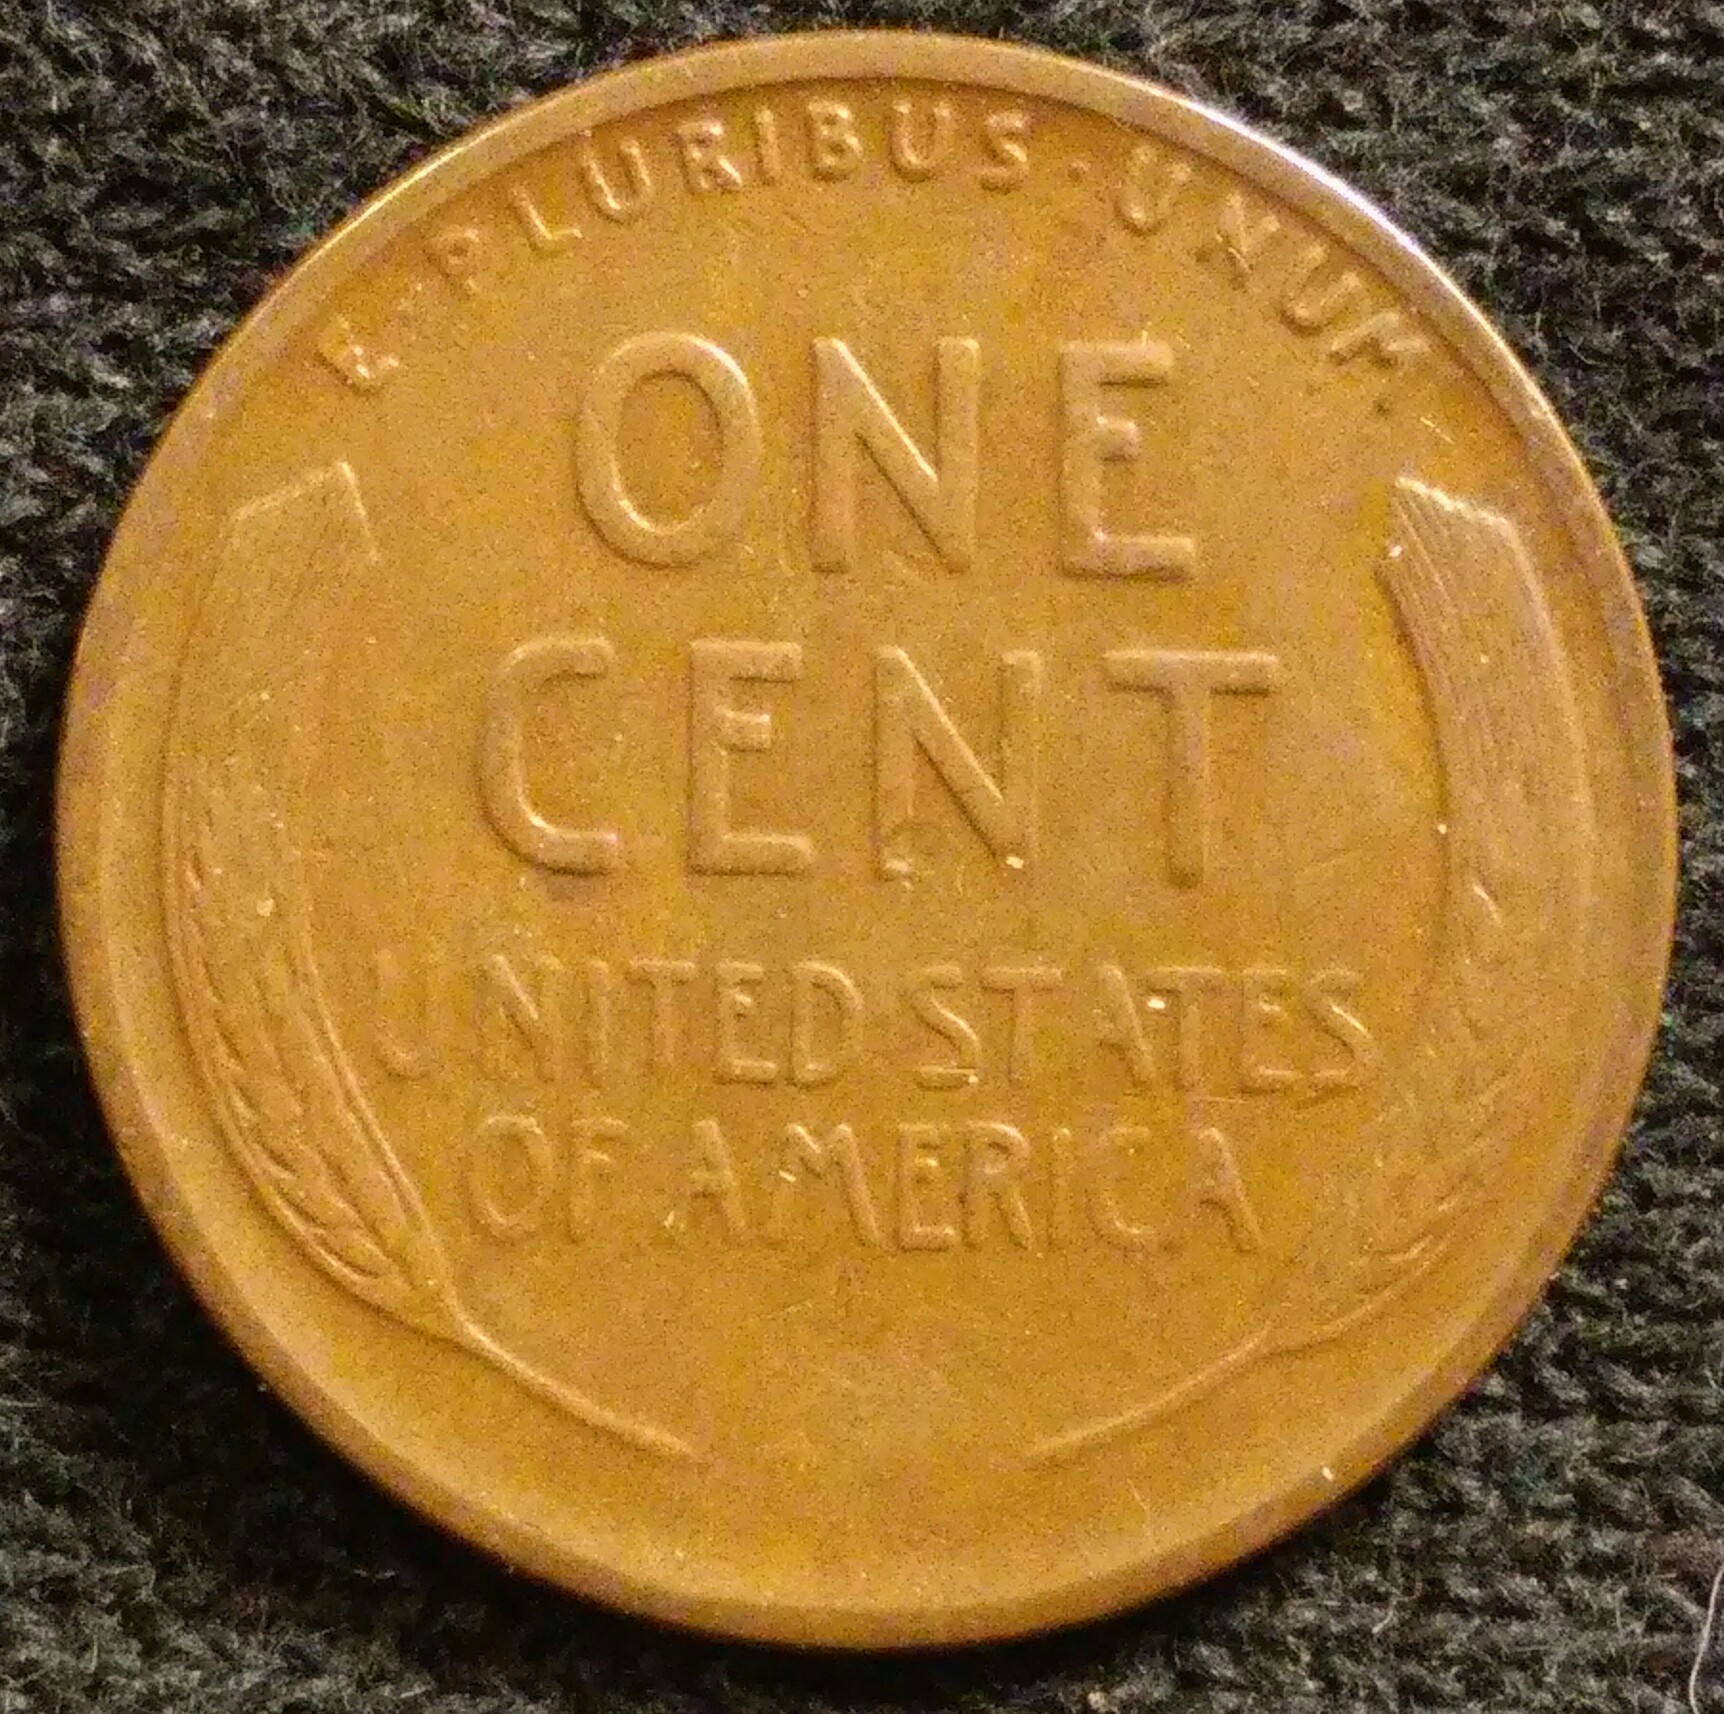 E · PLURIBUS · UNUM
ONE
CENT
UNITED STATES
OF AMERICA